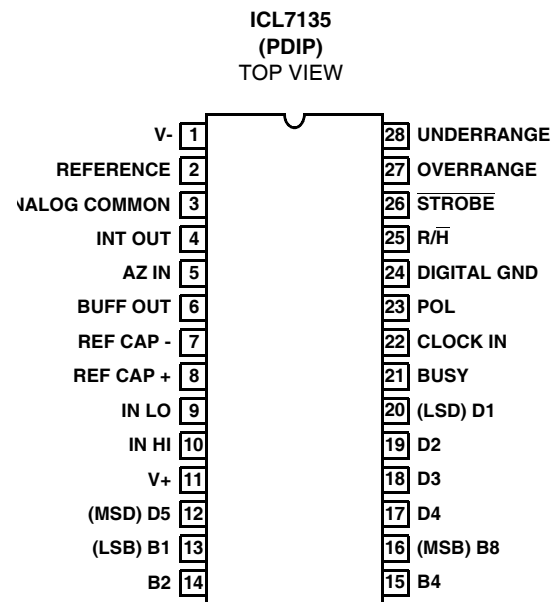 ICL7135
(PDIP)
TOP VIEW
V- 1
REFERENCE 2
NALOG COMMON 3
INT OUT 4
AZ IN 5
BUFF OUT 6
REF CAP - 7
REF CAP + 8
IN LO 9
IN HI 10
V+ 11
(MSD) D5 12
(LSB) B1 13
B2 14
28 UNDERRANGE
27 OVERRANGE
26 STROBE
25 R/H
24 DIGITAL GND
23 POL
22 CLOCK IN
21 BUSY
20 (LSD) D1
19 D2
18 D3
17 D4
16 (MSB) B8
15 B4